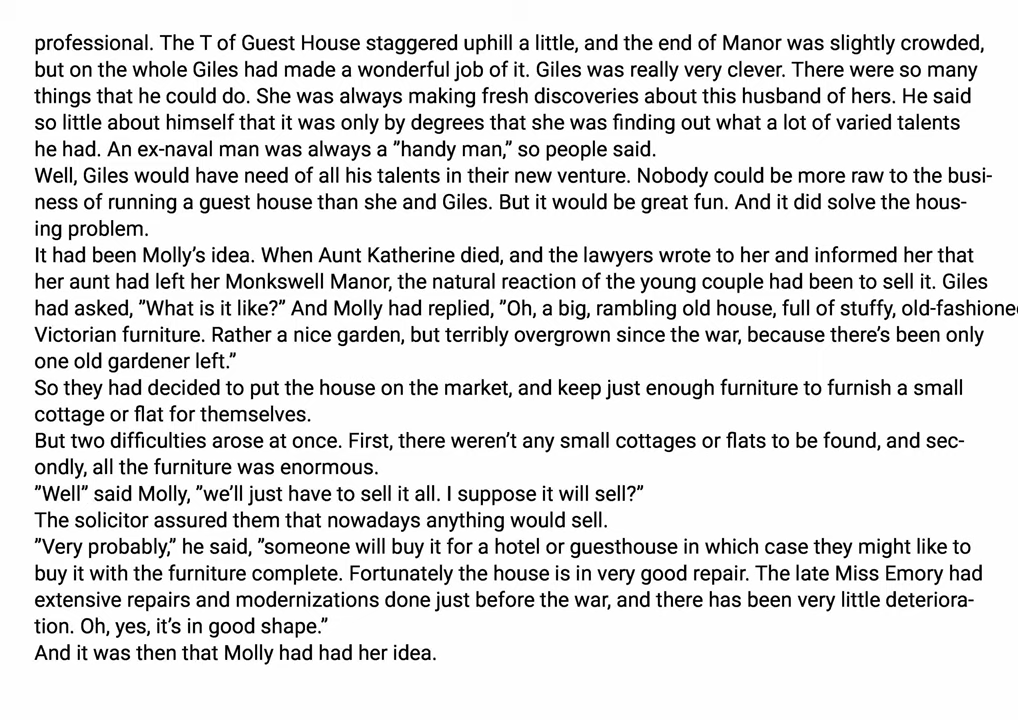 professional. The T of Guest House staggered uphill a little, and the end of Manor was slightly crowded,
but on the whole Giles had made a wonderful job of it. Giles was really very clever. There were so many
things that he could do. She was always making fresh discoveries about this husband of hers. He said
so little about himself that it was only by degrees that she was finding out what a lot of varied talents
he had. An ex-naval man was always a ”handy man,” so people said.
Well, Giles would have need of all his talents in their new venture. Nobody could be more raw to the busi-
ness of running a guest house than she and Giles. But it would be great fun. And it did solve the hous-
ing problem.
It had been Molly’s idea. When Aunt Katherine died, and the lawyers wrote to her and informed her that
her aunt had left her Monkswell Manor, the natural reaction of the young couple had been to sell it. Giles
had asked, ”What is it like?” And Molly had replied, ”Oh, a big, rambling old house, full of stuffy, old-fashione
Victorian furniture. Rather a nice garden, but terribly overgrown since the war, because there’s been only
one old gardener left.”
So they had decided to put the house on the market, and keep just enough furniture to furnish a small
cottage or flat for themselves.
But two difficulties arose at once. First, there weren’t any small cottages or flats to be found, and sec-
ondly, all the furniture was enormous.
”Well” said Molly, ”we’ll just have to sell it all. I suppose it will sell?”
The solicitor assured them that nowadays anything would sell.
”Very probably,” he said, ”someone will buy it for a hotel or guesthouse in which case they might like to
buy it with the furniture complete. Fortunately the house is in very good repair. The late Miss Emory had
extensive repairs and modernizations done just before the war, and there has been very little deteriora-
tion. Oh, yes, it’s in good shape.”
And it was then that Molly had had her idea.